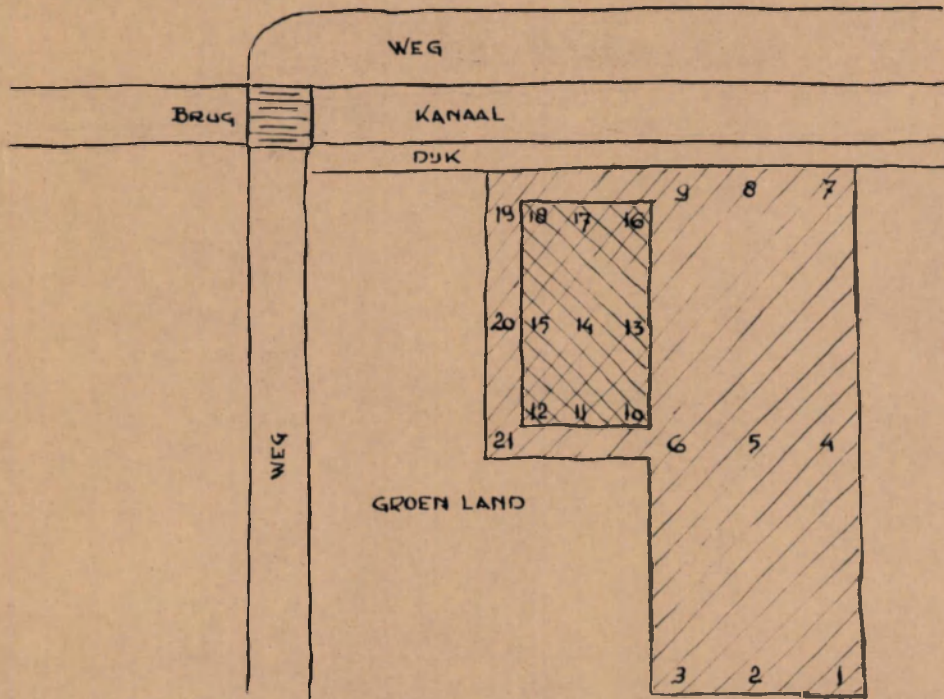 WEG
BRUG
KANAAL
DIJK
9 8 7
19 18 17 16
20 15 14 13
12 11 10
21 6 5 4
WEG
GROEN LAND
3 2 1